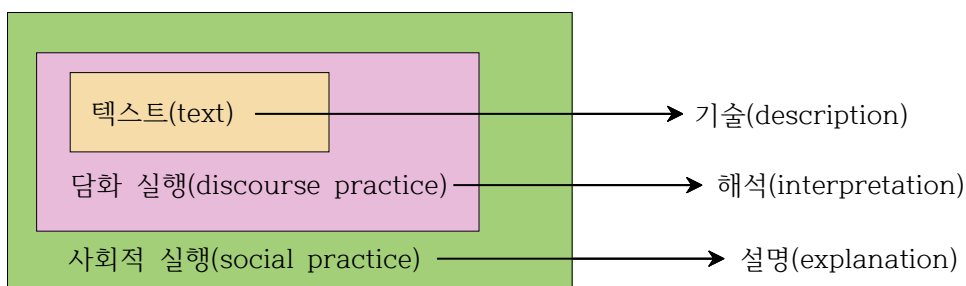 텍스트(text) 기술(description)
담화 실행(discourse practice) 해석(interpretation)
사회적 실행(social practice) 설명(explanation)